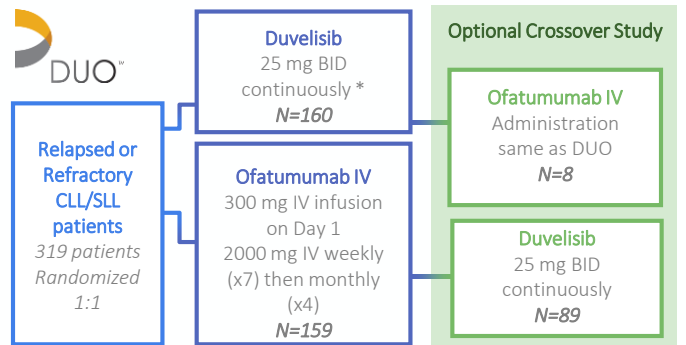 DUO™
Relapsed or
Refractory
CLL/SLL
patients
319 patients
Randomized
1:1
Duvelisib
25 mg BID
continuously *
N=160
Ofatumumab IV
300 mg IV infusion
on Day 1
2000 mg IV weekly
(x7) then monthly
(x4)
N=159
Optional Crossover Study
Ofatumumab IV
Administration
same as DUO
N=8
Duvelisib
25 mg BID
continuously
N=89